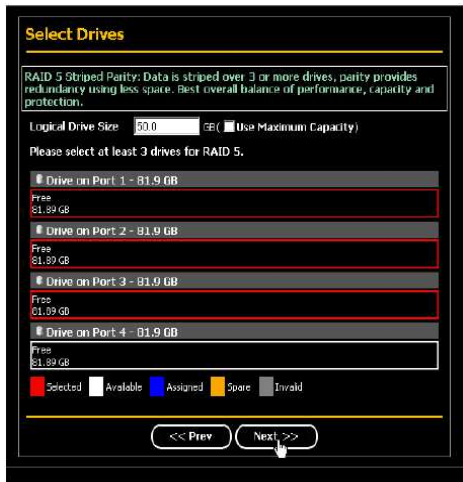 Select Drives
RAID 5 Striped Parity: Data is striped over 3 or more drives, parity provides
redundancy using less space. Best overall balance of performance, capacity and
protection.
Logical Drive Size 50.0 GB( Use Maximum Capacity)
Please select at least 3 drives for RAID 5.
Drive on Port 1 - 81.9 GB
Free
81.89 GB
Drive on Port 2 - 81.9 GB
Free
81.89 GB
Drive on Port 3 - 81.9 GB
Free
81.89 GB
Drive on Port 4 - 81.9 GB
Free
81.89 GB
Selected Available Assigned Spare Invalid
<< Prev Next >>